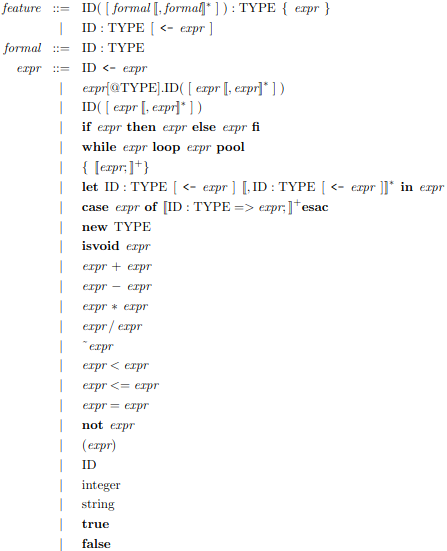 feature ::= ID( [ formal ⟦, formal⟧* ] ) : TYPE { expr }
| ID : TYPE [ <- expr ]
formal ::= ID : TYPE
expr ::= ID <- expr
| expr[@TYPE].ID( [ expr ⟦, expr⟧* ] )
| ID( [ expr ⟦, expr⟧* ] )
| if expr then expr else expr fi
| while expr loop expr pool
| { ⟦expr;⟧⁺}
| let ID : TYPE [ <- expr ] ⟦, ID : TYPE [ <- expr ]⟧* in expr
| case expr of ⟦ID : TYPE => expr;⟧⁺esac
| new TYPE
| isvoid expr
| expr + expr
| expr − expr
| expr ∗ expr
| expr / expr
| ˜expr
| expr < expr
| expr <= expr
| expr = expr
| not expr
| (expr)
| ID
| integer
| string
| true
| false